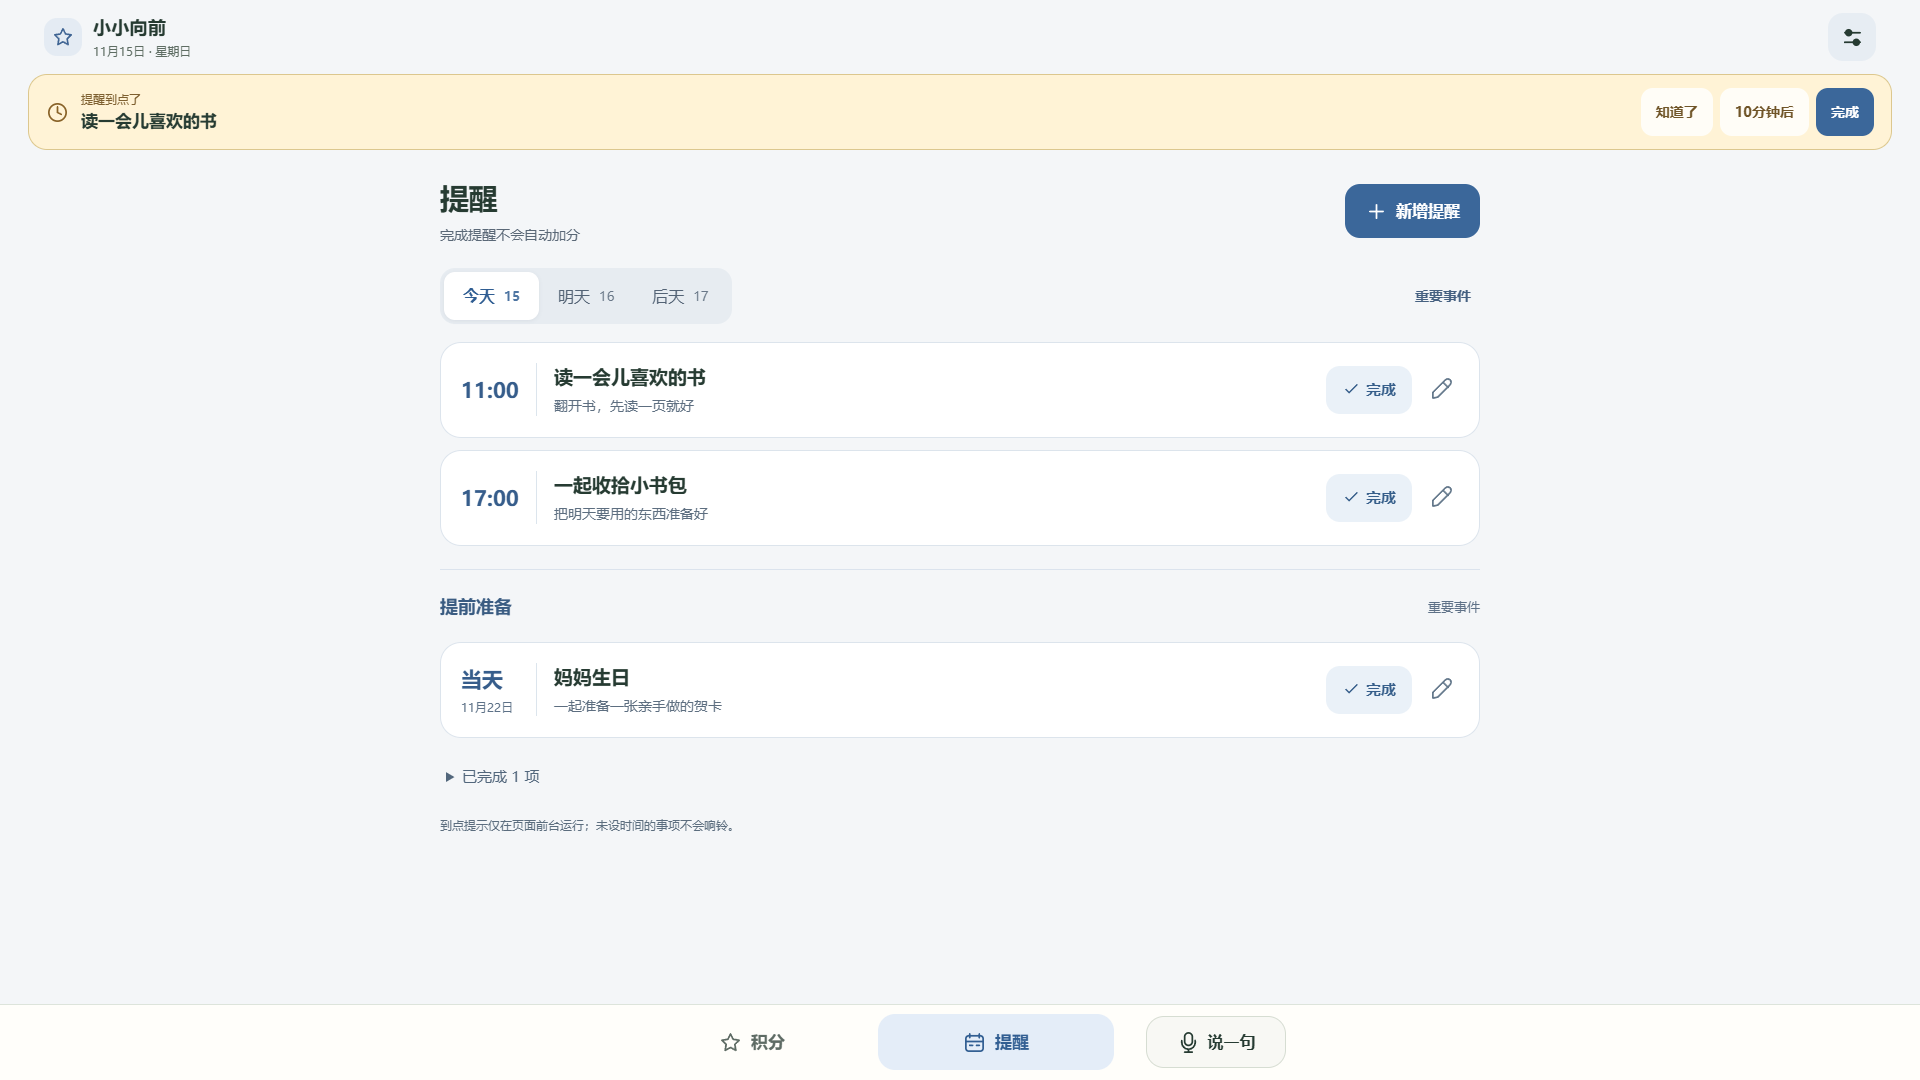 小小向前
11月15日 · 星期日
提醒到点了
读一会儿喜欢的书
知道了
10分钟后
完成
提醒
完成提醒不会自动加分
新增提醒
今天 15
明天 16
后天 17
重要事件
11:00
读一会儿喜欢的书
翻开书，先读一页就好
完成
17:00
一起收拾小书包
把明天要用的东西准备好
完成
提前准备
重要事件
当天
11月22日
妈妈生日
一起准备一张亲手做的贺卡
完成
已完成 1 项
到点提示仅在页面前台运行；未设时间的事项不会响铃。
积分
提醒
说一句